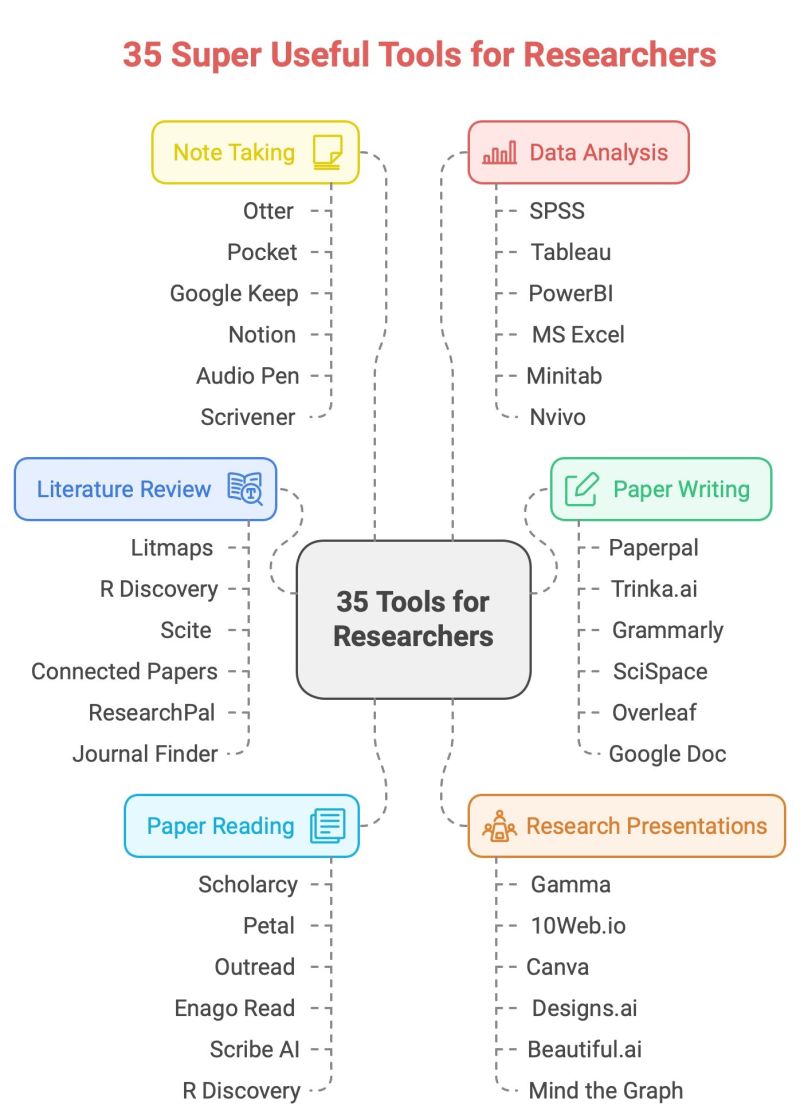 35 Super Useful Tools for Researchers
Note Taking
Otter
Pocket
Google Keep
Notion
Audio Pen
Scrivener
Data Analysis
SPSS
Tableau
PowerBI
MS Excel
Minitab
Nvivo
Literature Review
Litmaps
R Discovery
Scite
Connected Papers
ResearchPal
Journal Finder
35 Tools for
Researchers
Paper Writing
Paperpal
Trinka.ai
Grammarly
SciSpace
Overleaf
Google Doc
Paper Reading
Scholarcy
Petal
Outread
Enago Read
Scribe AI
R Discovery
Research Presentations
Gamma
10Web.io
Canva
Designs.ai
Beautiful.ai
Mind the Graph